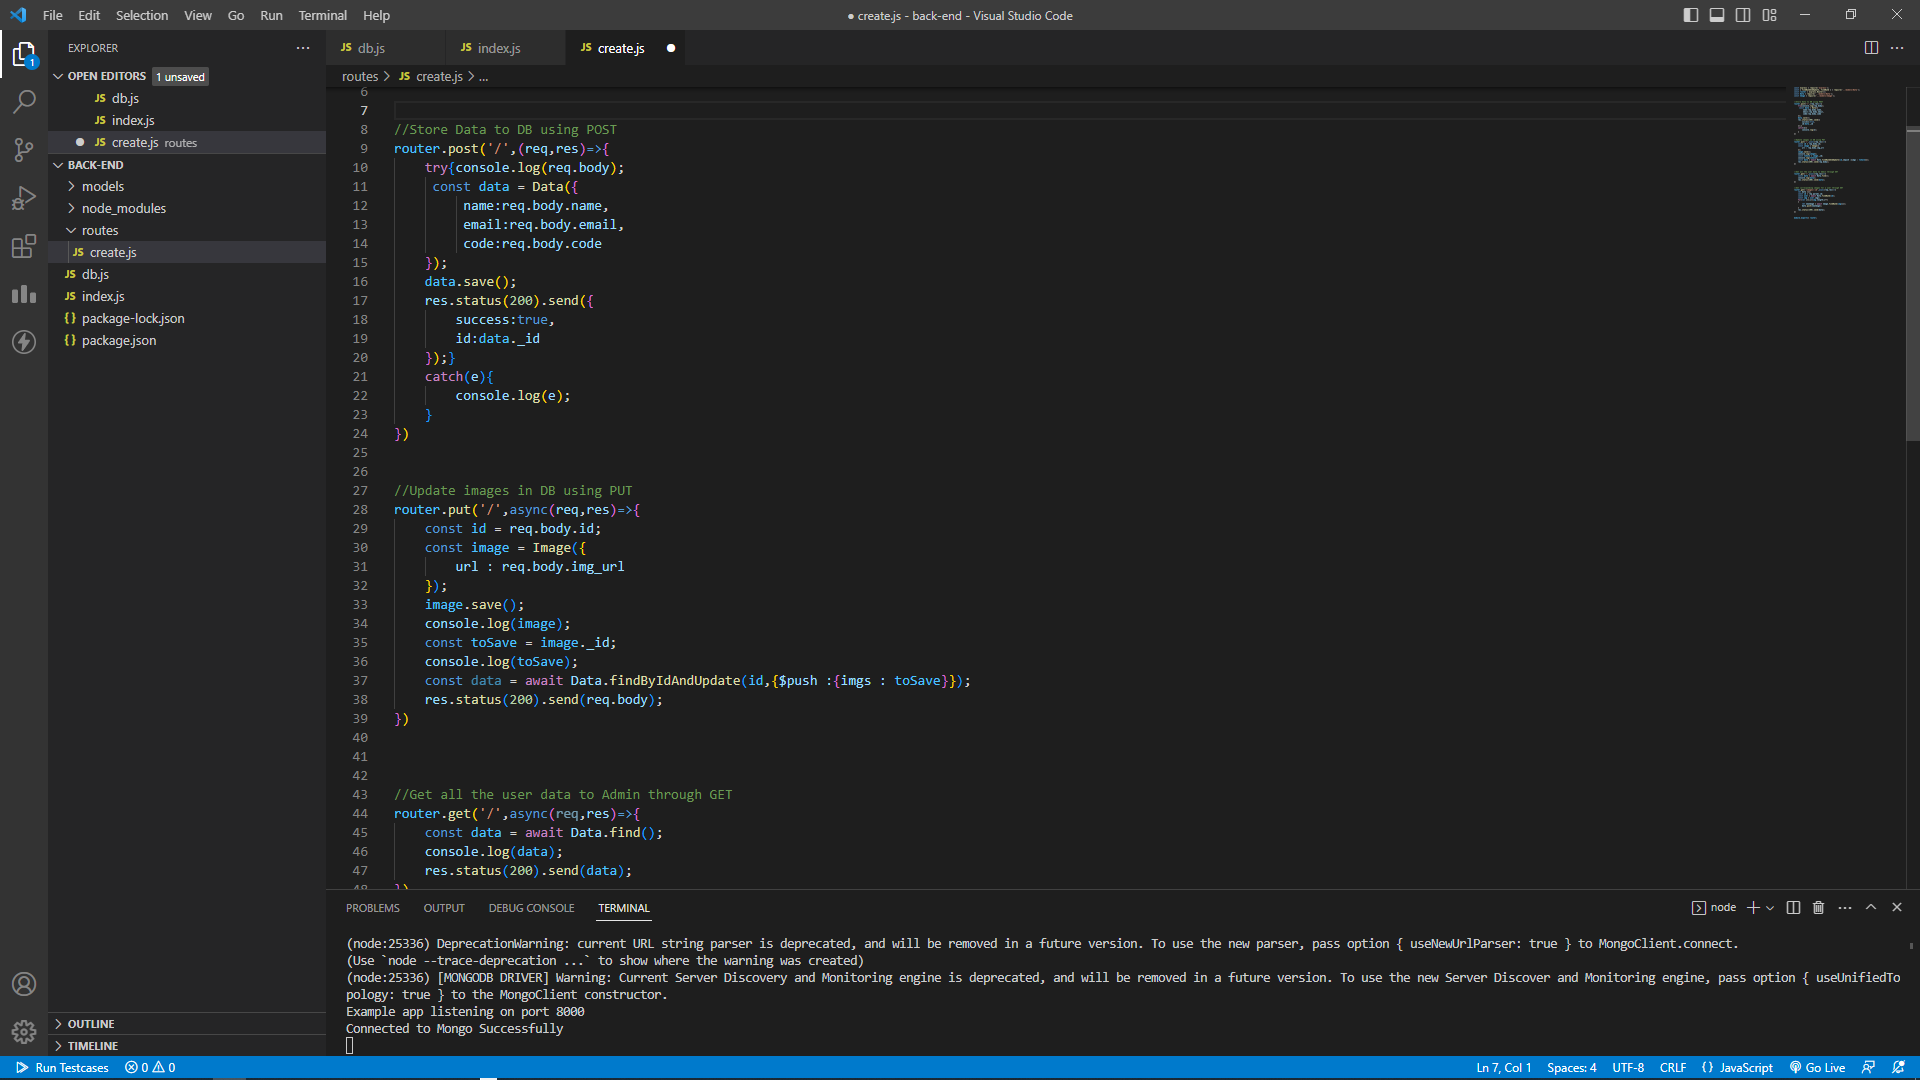 File Edit Selection View Go Run Terminal Help
● create.js - back-end - Visual Studio Code
EXPLORER
OPEN EDITORS 1 unsaved
JS db.js
JS index.js
JS create.js routes
BACK-END
models
node_modules
routes
JS create.js
JS db.js
JS index.js
{} package-lock.json
{} package.json
OUTLINE
TIMELINE
1
JS db.js JS index.js JS create.js
routes > JS create.js > ...
6
7
8 //Store Data to DB using POST
9 router.post('/',(req,res)=>{
10 try{console.log(req.body);
11 const data = Data({
12 name:req.body.name,
13 email:req.body.email,
14 code:req.body.code
15 });
16 data.save();
17 res.status(200).send({
18 success:true,
19 id:data._id
20 });}
21 catch(e){
22 console.log(e);
23 }
24 })
25
26
27 //Update images in DB using PUT
28 router.put('/',async(req,res)=>{
29 const id = req.body.id;
30 const image = Image({
31 url : req.body.img_url
32 });
33 image.save();
34 console.log(image);
35 const toSave = image._id;
36 console.log(toSave);
37 const data = await Data.findByIdAndUpdate(id,{$push :{imgs : toSave}});
38 res.status(200).send(req.body);
39 })
40
41
42
43 //Get all the user data to Admin through GET
44 router.get('/',async(req,res)=>{
45 const data = await Data.find();
46 console.log(data);
47 res.status(200).send(data);
48 })
PROBLEMS OUTPUT DEBUG CONSOLE TERMINAL
node
(node:25336) DeprecationWarning: current URL string parser is deprecated, and will be removed in a future version. To use the new parser, pass option { useNewUrlParser: true } to MongoClient.connect.
(Use `node --trace-deprecation ...` to show where the warning was created)
(node:25336) [MONGODB DRIVER] Warning: Current Server Discovery and Monitoring engine is deprecated, and will be removed in a future version. To use the new Server Discover and Monitoring engine, pass option { useUnifiedTo
pology: true } to the MongoClient constructor.
Example app listening on port 8000
Connected to Mongo Successfully
Run Testcases 0 0
Ln 7, Col 1 Spaces: 4 UTF-8 CRLF {} JavaScript Go Live